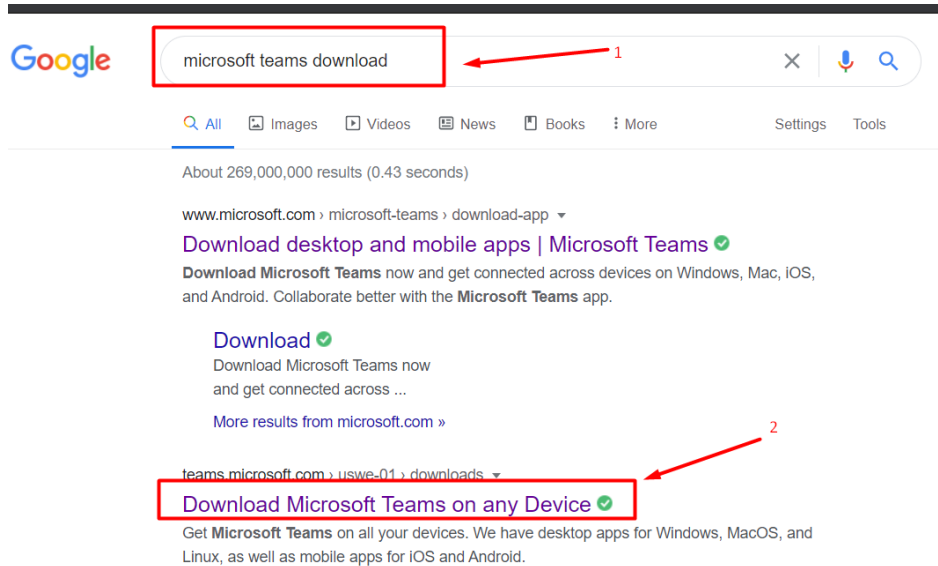 Google
microsoft teams download
1
All Images Videos News Books More Settings Tools
About 269,000,000 results (0.43 seconds)
www.microsoft.com › microsoft-teams › download-app
Download desktop and mobile apps | Microsoft Teams
Download Microsoft Teams now and get connected across devices on Windows, Mac, iOS,
and Android. Collaborate better with the Microsoft Teams app.
Download
Download Microsoft Teams now
and get connected across ...
More results from microsoft.com »
2
teams.microsoft.com › uswe-01 › downloads
Download Microsoft Teams on any Device
Get Microsoft Teams on all your devices. We have desktop apps for Windows, MacOS, and
Linux, as well as mobile apps for iOS and Android.